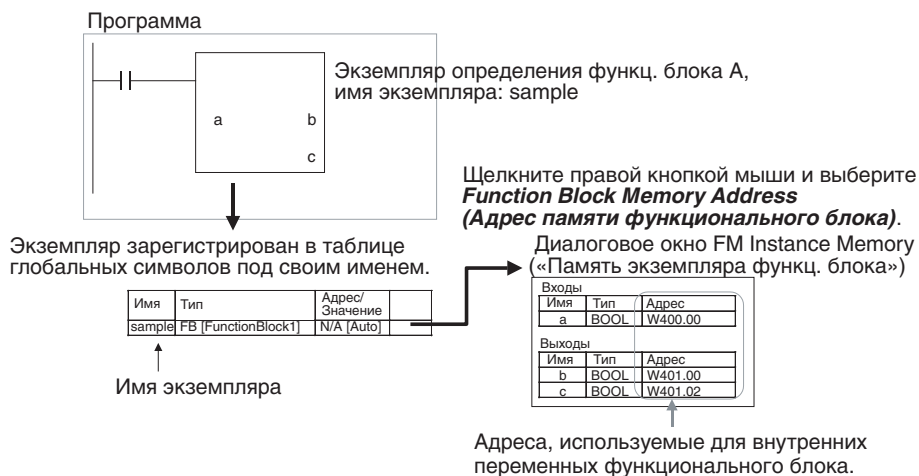 Программа
Экземпляр определения функц. блока A,
имя экземпляра: sample
a b
c
Щелкните правой кнопкой мыши и выберите
Function Block Memory Address
(Адрес памяти функционального блока).
Экземпляр зарегистрирован в таблице
глобальных символов под своим именем.
Диалоговое окно FM Instance Memory
(«Память экземпляра функц. блока»)
Имя Тип Адрес/
Значение
sample FB [FunctionBlock1] N/A [Auto]
Имя экземпляра
Входы
Имя Тип Адрес
a BOOL W400.00
Выходы
Имя Тип Адрес
b BOOL W401.00
c BOOL W401.02
Адреса, используемые для внутренних
переменных функционального блока.